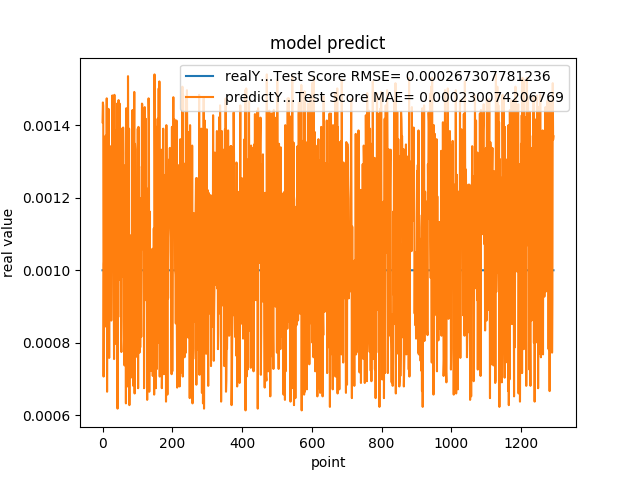 model predict
realY...Test Score RMSE= 0.000267307781236
predictY...Test Score MAE= 0.000230074206769
real value
0.0014
0.0012
0.0010
0.0008
0.0006
0 200 400 600 800 1000 1200
point